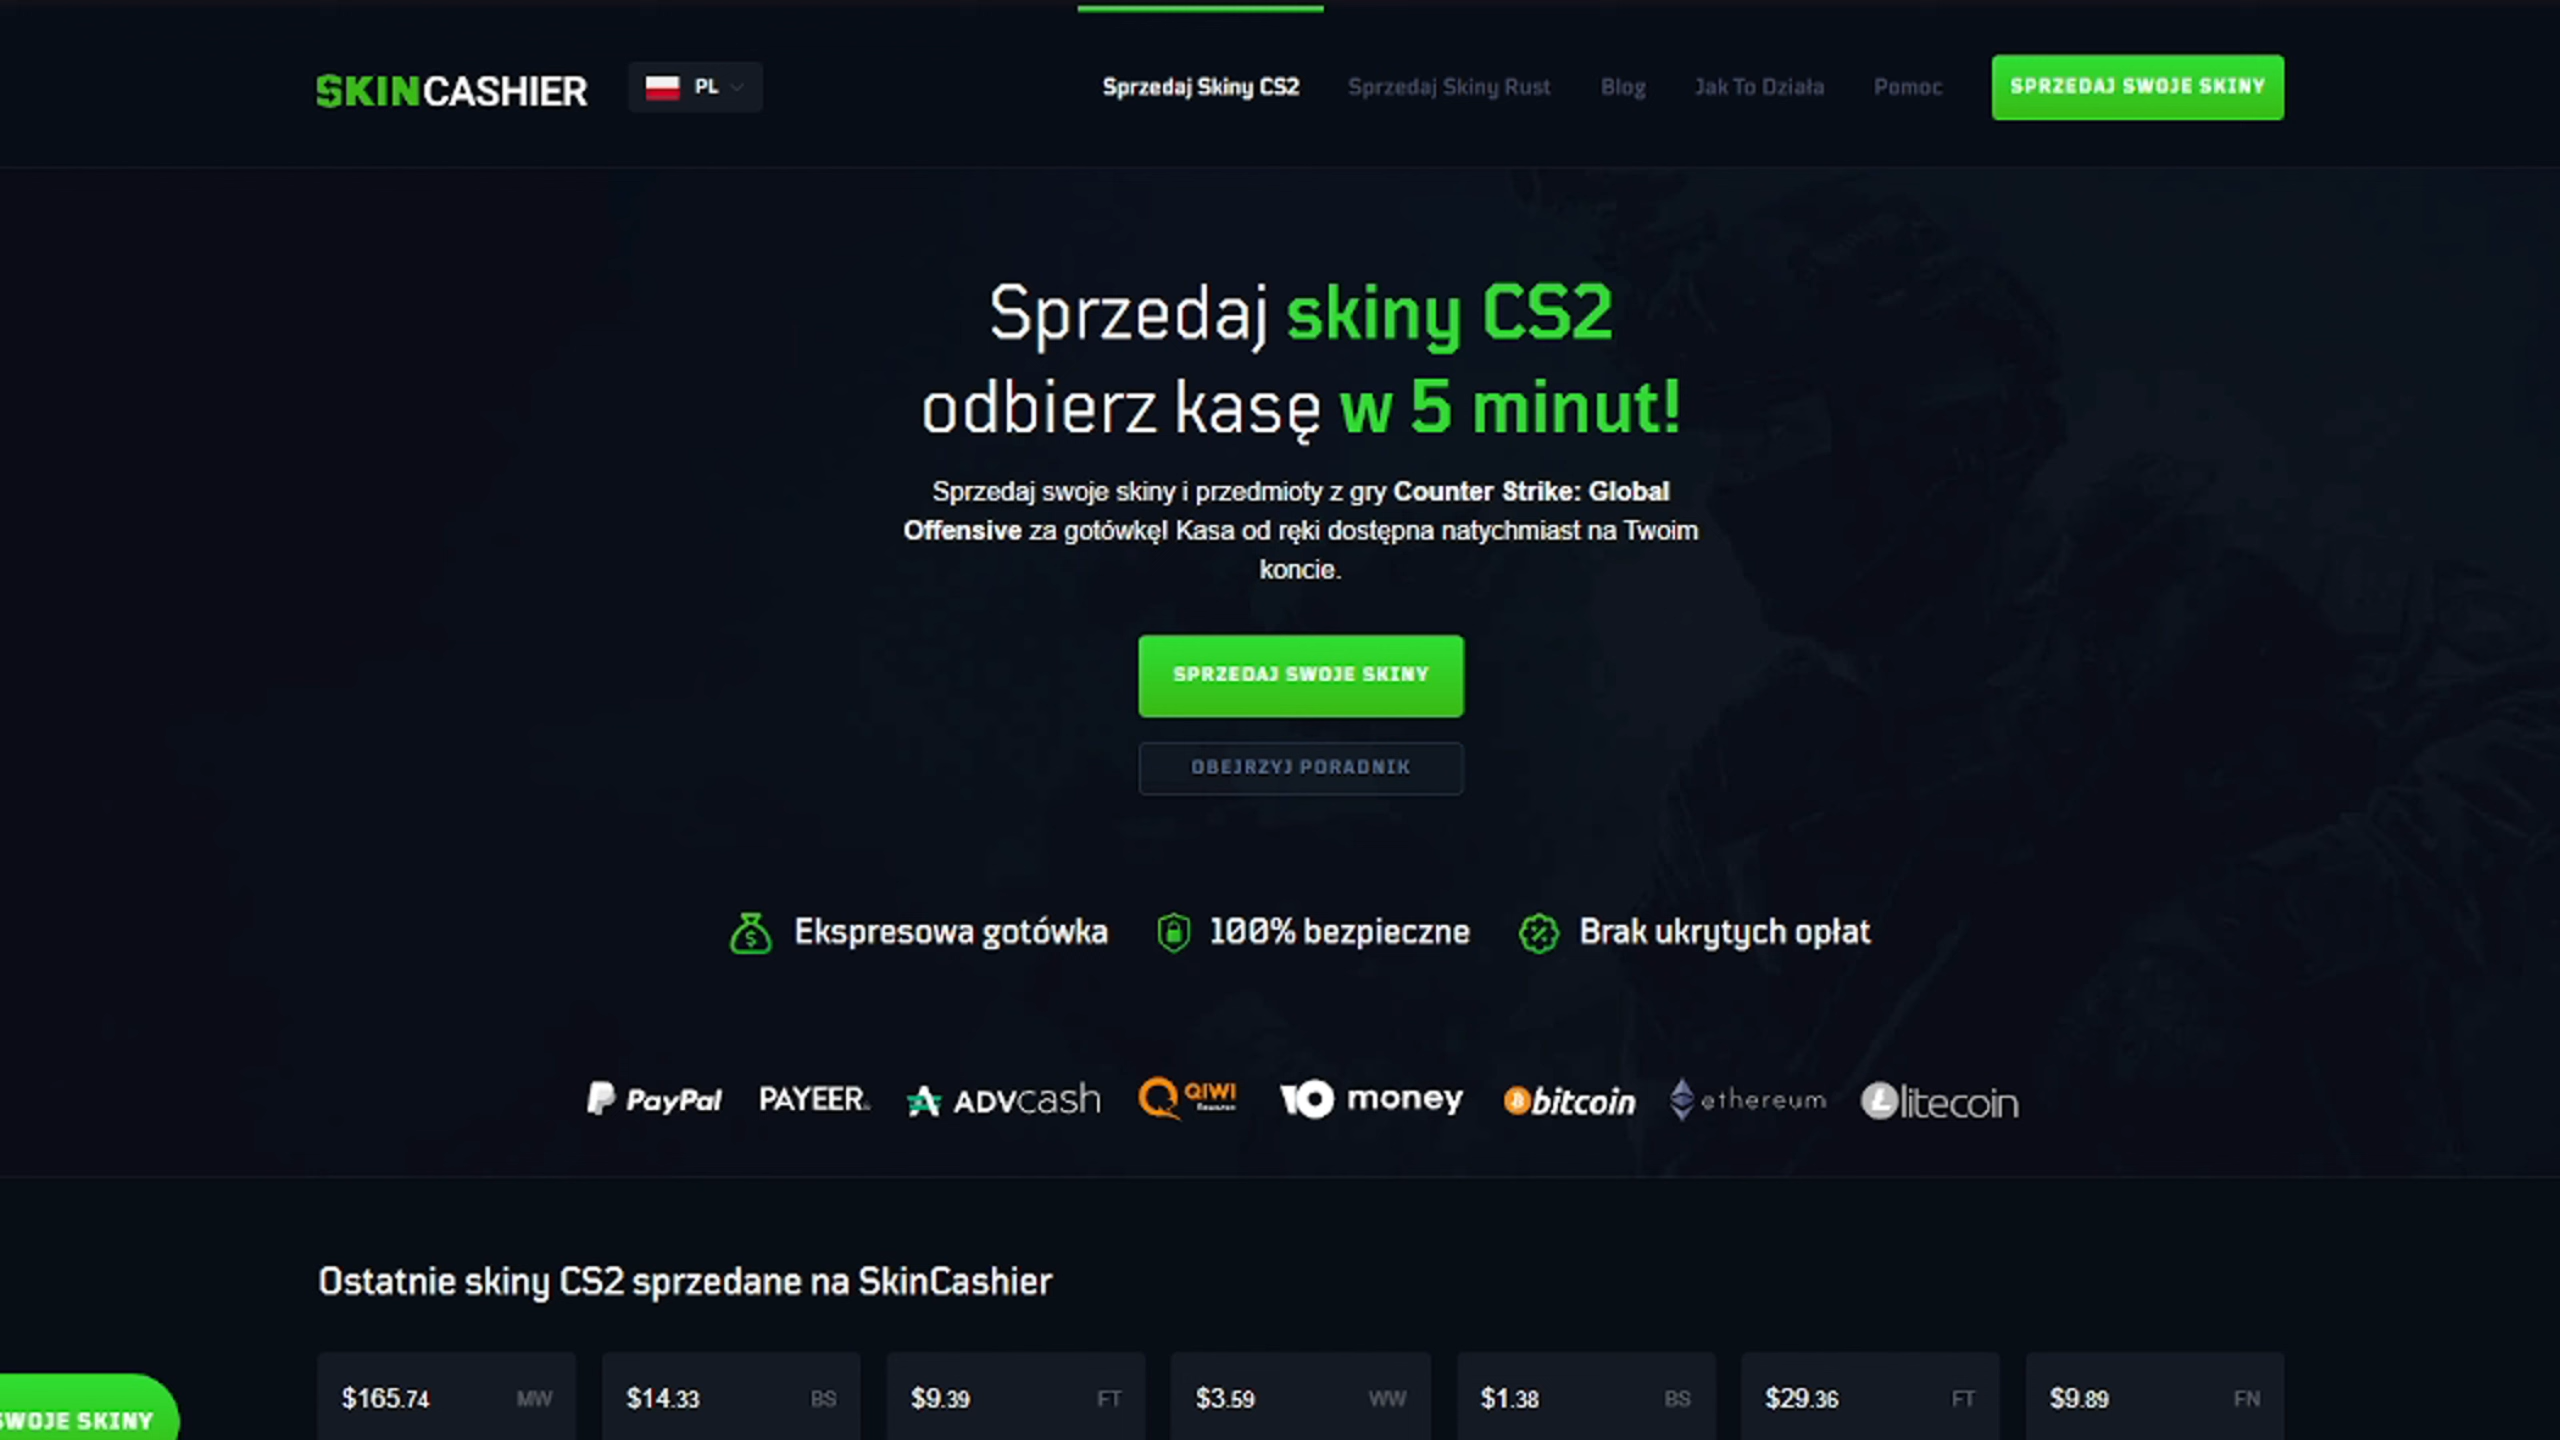 SKINCASHIER
PL
Sprzedaj Skiny CS2
Sprzedaj Skiny Rust
Blog
Jak To Działa
Pomoc
SPRZEDAJ SWOJE SKINY
Sprzedaj skiny CS2
odbierz kasę w 5 minut!
Sprzedaj swoje skiny i przedmioty z gry Counter Strike: Global
Offensive za gotówkę! Kasa od ręki dostępna natychmiast na Twoim
koncie.
SPRZEDAJ SWOJE SKINY
OBEJRZYJ PORADNIK
Ekspresowa gotówka
100% bezpieczne
Brak ukrytych opłat
PayPal
PAYEER
ADVcash
QIWI
money
bitcoin
ethereum
litecoin
Ostatnie skiny CS2 sprzedane na SkinCashier
$165.74 MW
$14.33 BS
$9.39 FT
$3.59 WW
$1.38 BS
$29.36 FT
$9.89 FN
SWOJE SKINY